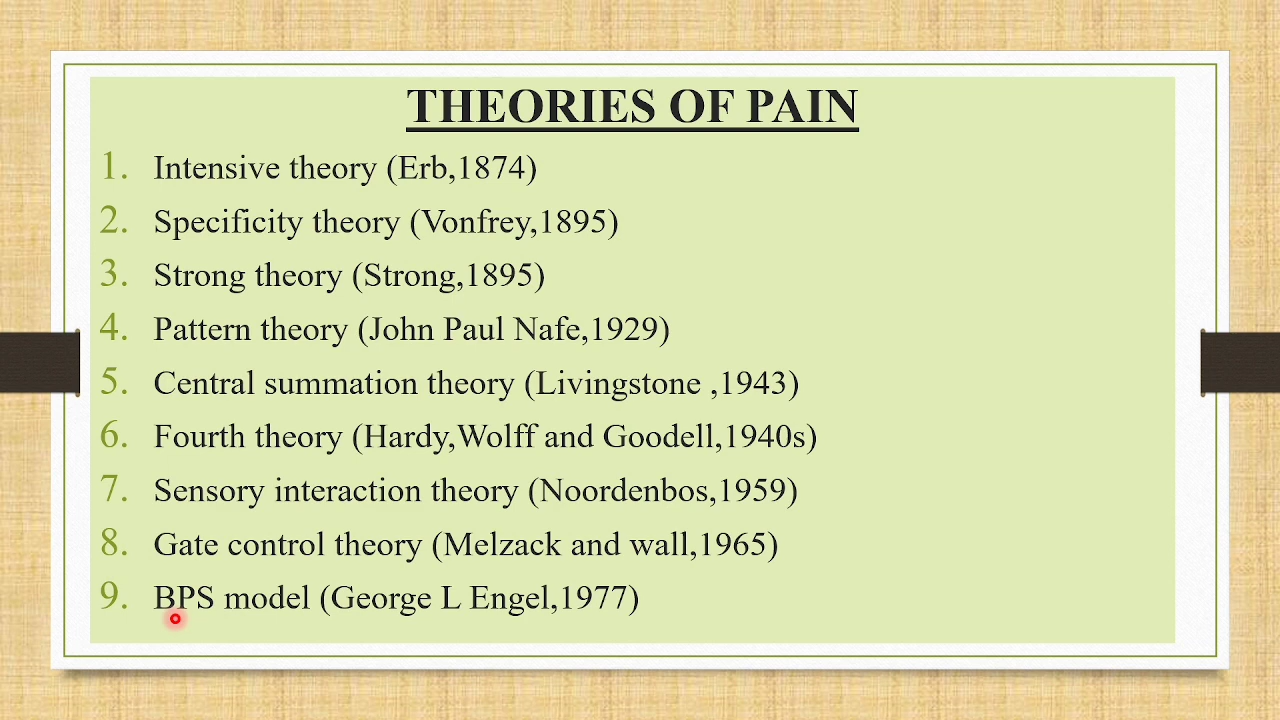 THEORIES OF PAIN
1. Intensive theory (Erb,1874)
2. Specificity theory (Vonfrey,1895)
3. Strong theory (Strong,1895)
4. Pattern theory (John Paul Nafe,1929)
5. Central summation theory (Livingstone ,1943)
6. Fourth theory (Hardy,Wolff and Goodell,1940s)
7. Sensory interaction theory (Noordenbos,1959)
8. Gate control theory (Melzack and wall,1965)
9. BPS model (George L Engel,1977)